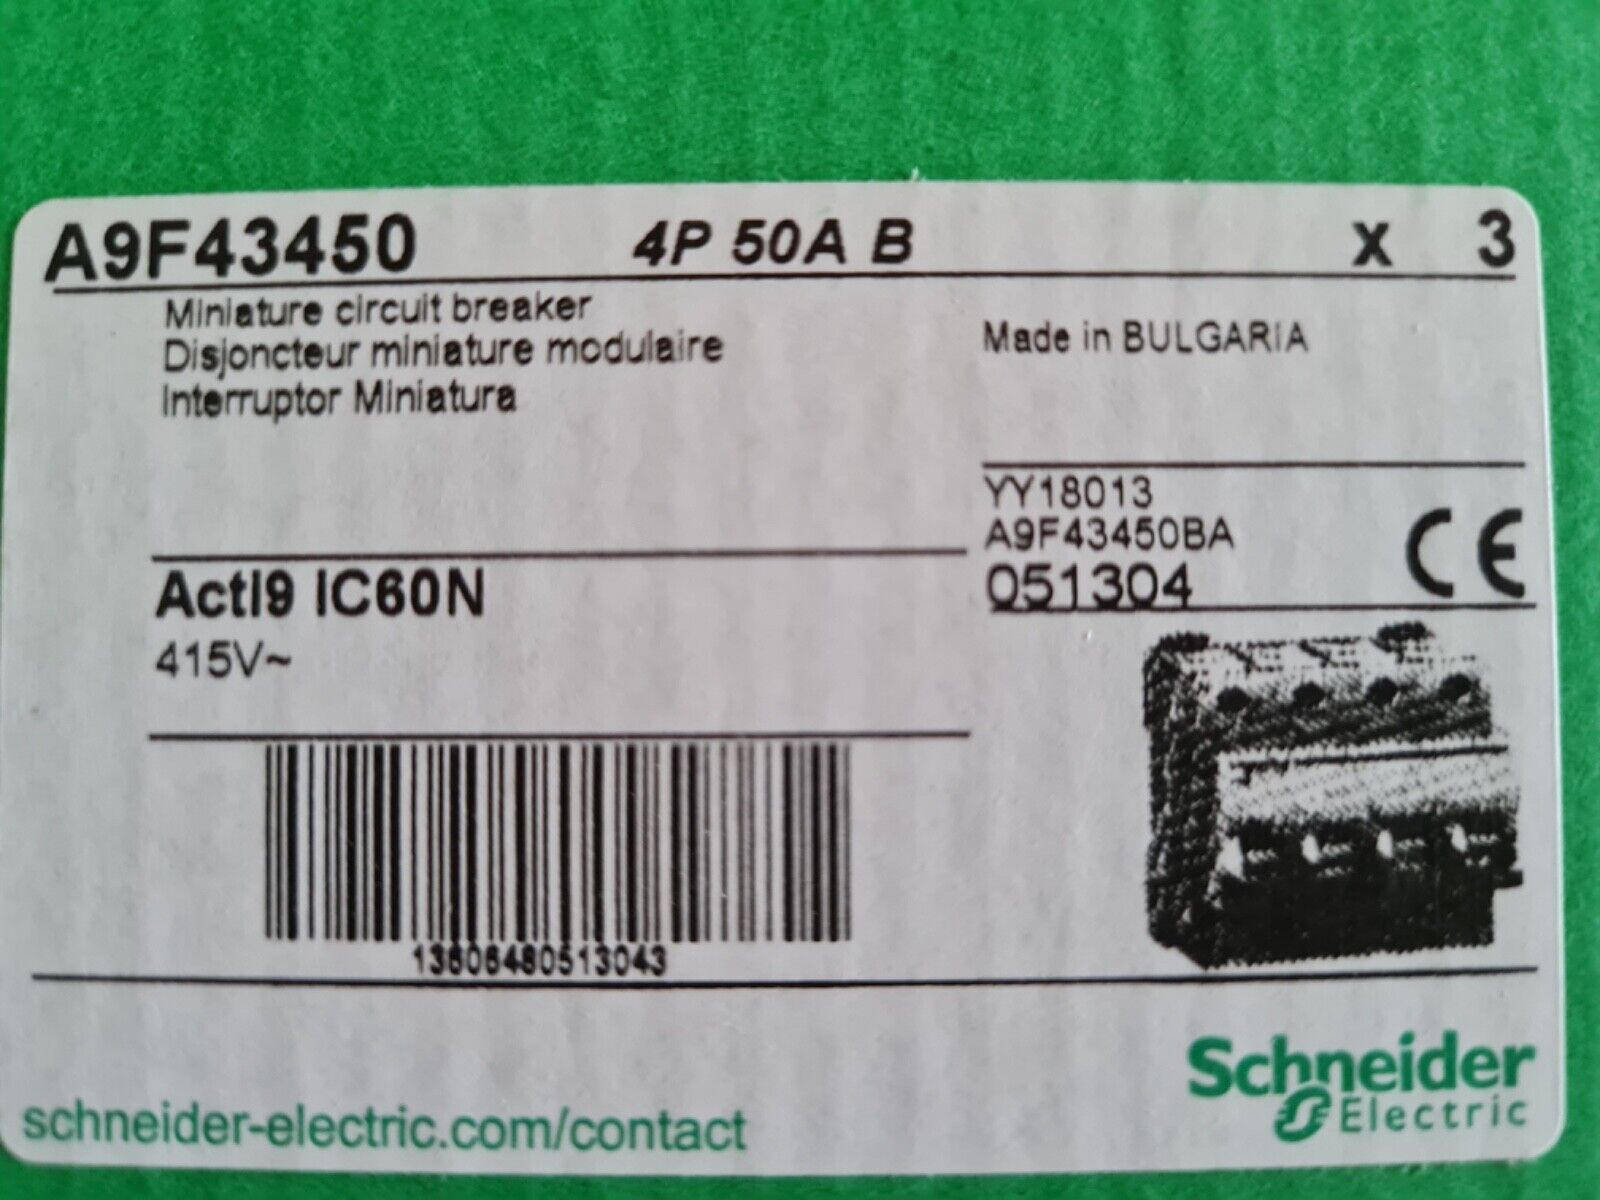 A9F43450 4P 50A B x 3
Miniature circuit breaker
Disjoncteur miniature modulaire
Interruptor Miniatura
Made in BULGARIA
YY18013
A9F43450BA
051304
CE
ActI9 IC60N
415V~
13606480513043
Schneider
Electric
schneider-electric.com/contact